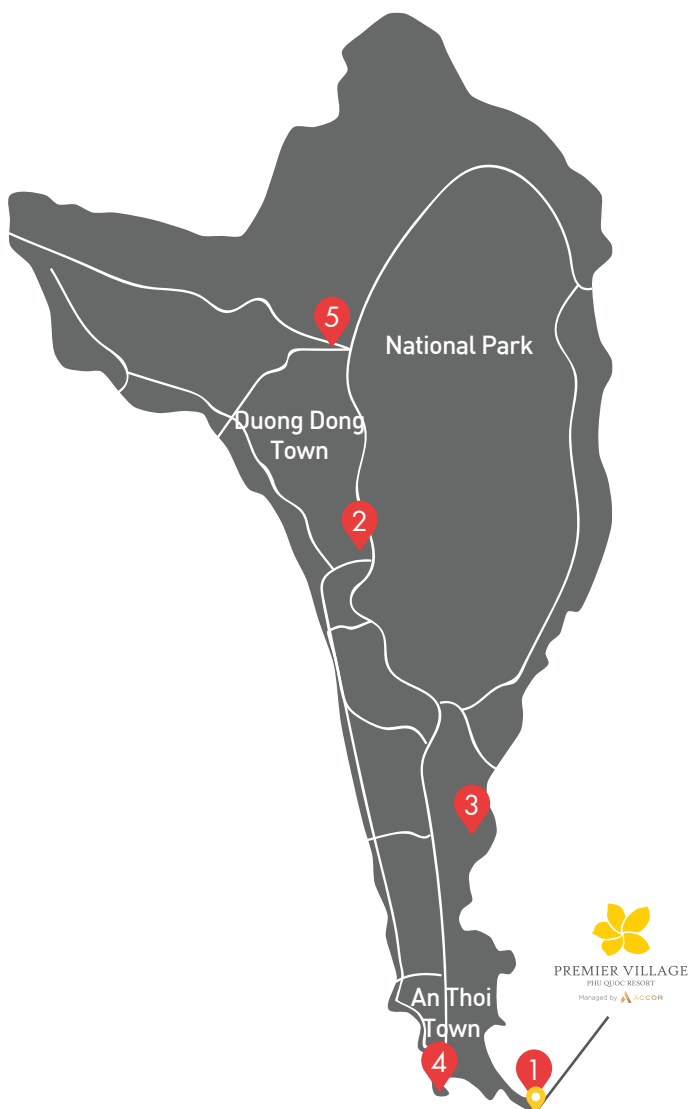 5
National Park
Duong Dong
Town
2
3
PREMIER VILLAGE
PHU QUOC RESORT
Managed by ACCOR
An Thoi
Town
4
1